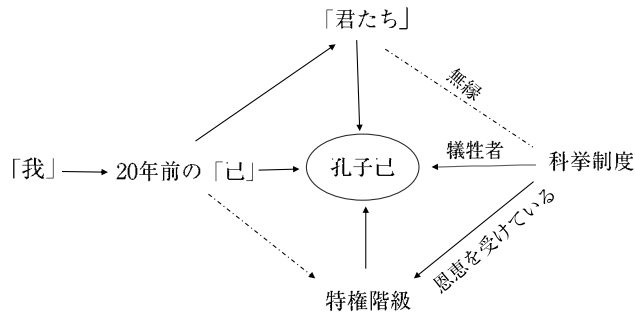 「君たち」
無縁
「我」
20年前の「己」
孔子己
犠牲者
科挙制度
恩恵を受けている
特権階級